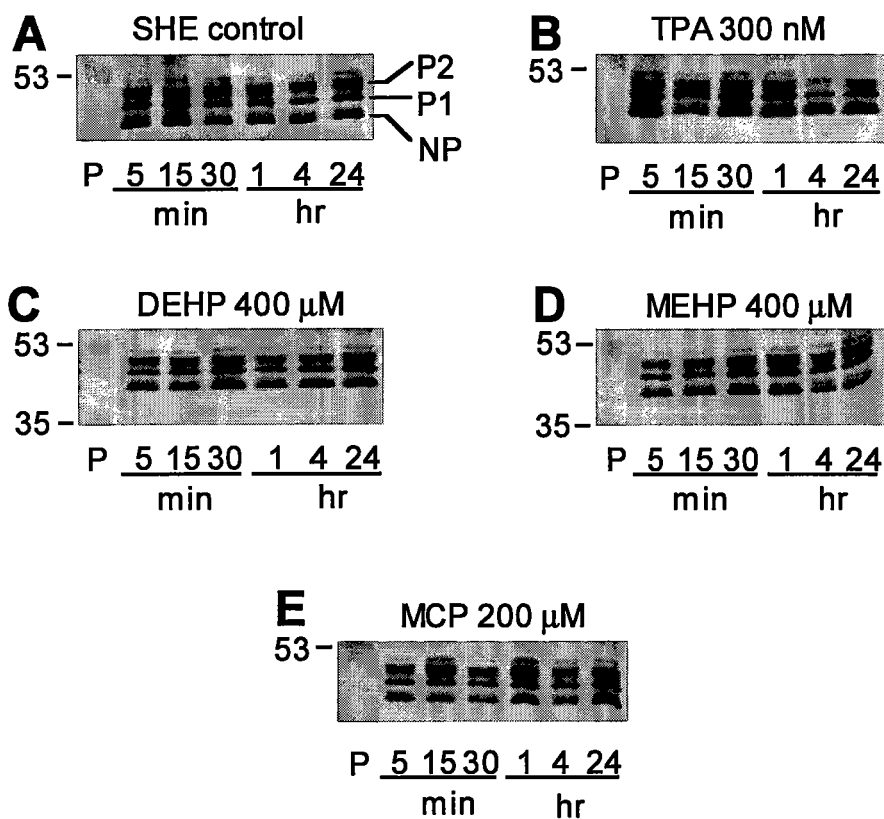 A SHE control
53
P2
P1
NP
P 5 15 30 1 4 24
min hr
B TPA 300 nM
53
P 5 15 30 1 4 24
min hr
C DEHP 400 μM
53
35
P 5 15 30 1 4 24
min hr
D MEHP 400 μM
53
35
P 5 15 30 1 4 24
min hr
E MCP 200 μM
53
P 5 15 30 1 4 24
min hr